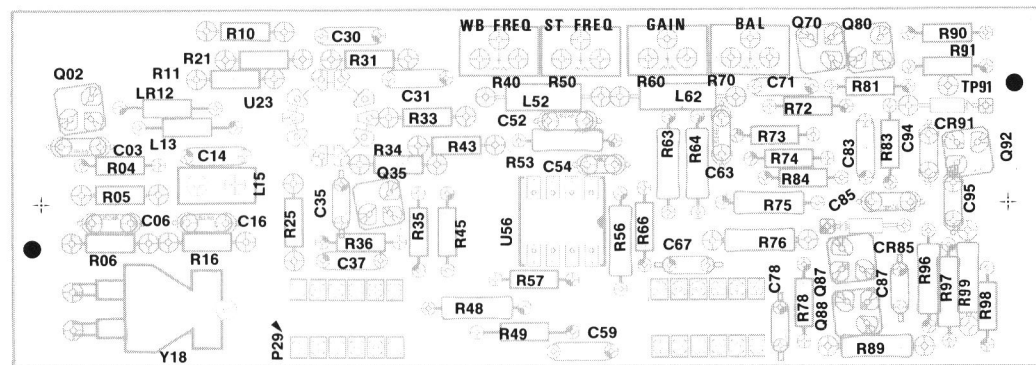 WB FREQ ST FREQ GAIN BAL Q70 Q80
R10 C30 R90
R21 R31 R91
Q02 R11 U23 C31 R40 R50 R60 R70 C71 R81 TP91
LR12 L52 L62 R72
L13 R33 C52 R63 R64 R73 C83 R83 C94 CR91 Q92
C03 C14 R34 R43 R53 C54 C63 R74
R04 Q35 R84
R05 L15 R25 C35 R75 C85 C95
C06 C16 R35 R45 U56 R56 R66
R06 R16 R36 R76 CR85
C37 C67 R96 R97 R99 R98
R57 C78 R78 Q87 C87
R48 Q88
Y18 P29 R49 C59 R89